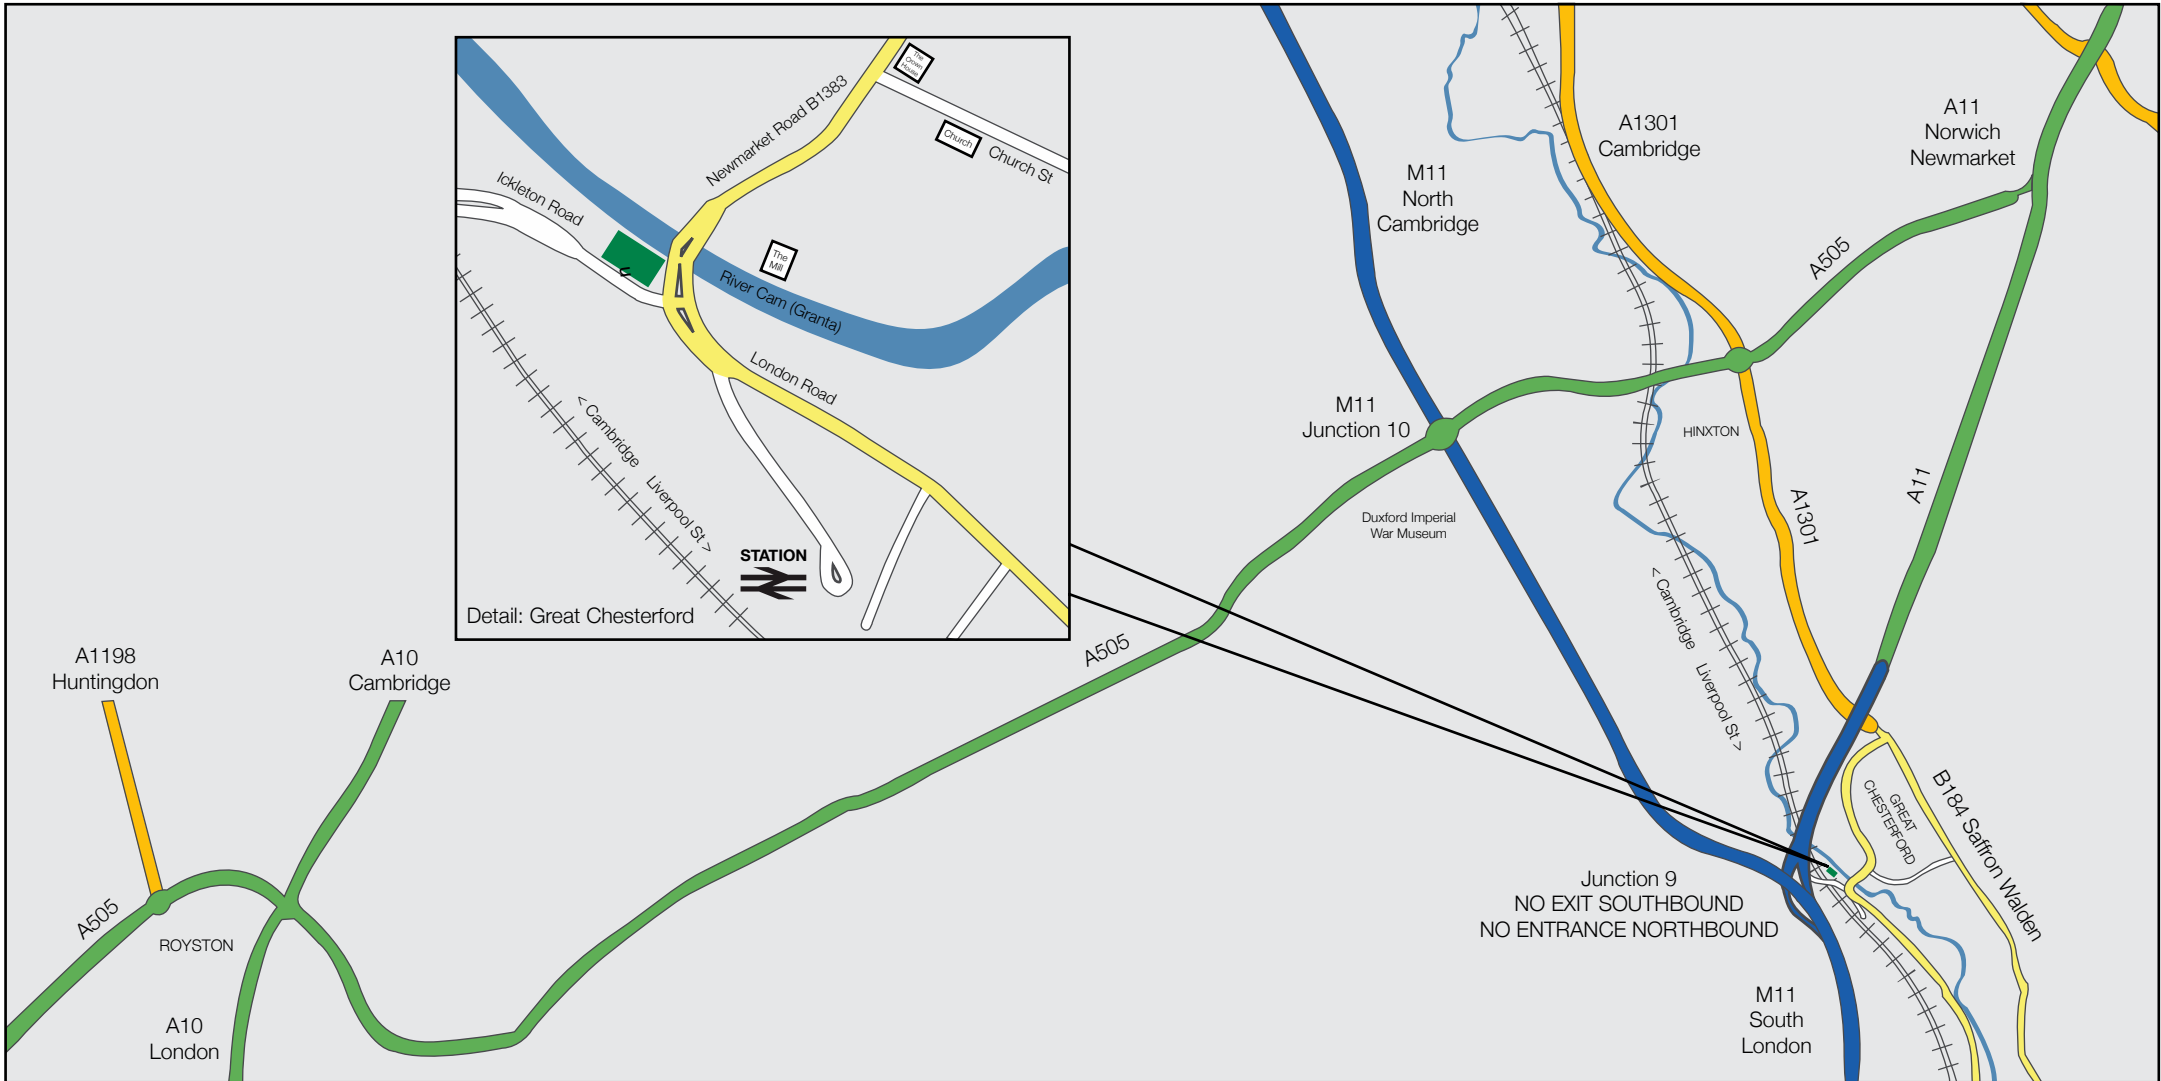 The
Crown
House
Newmarket Road B1383
Church
Church St
Ickleton Road
The
Mill
River Cam (Granta)
London Road
< Cambridge
Liverpool St >
STATION
Detail: Great Chesterford
A1301
Cambridge
A11
Norwich
Newmarket
M11
North
Cambridge
A505
M11
Junction 10
HINXTON
A11
A1301
Duxford Imperial
War Museum
< Cambridge
Liverpool St >
A505
A1198
Huntingdon
A10
Cambridge
B184 Saffron Walden
GREAT
CHESTERFORD
Junction 9
NO EXIT SOUTHBOUND
NO ENTRANCE NORTHBOUND
A505
ROYSTON
A10
London
M11
South
London